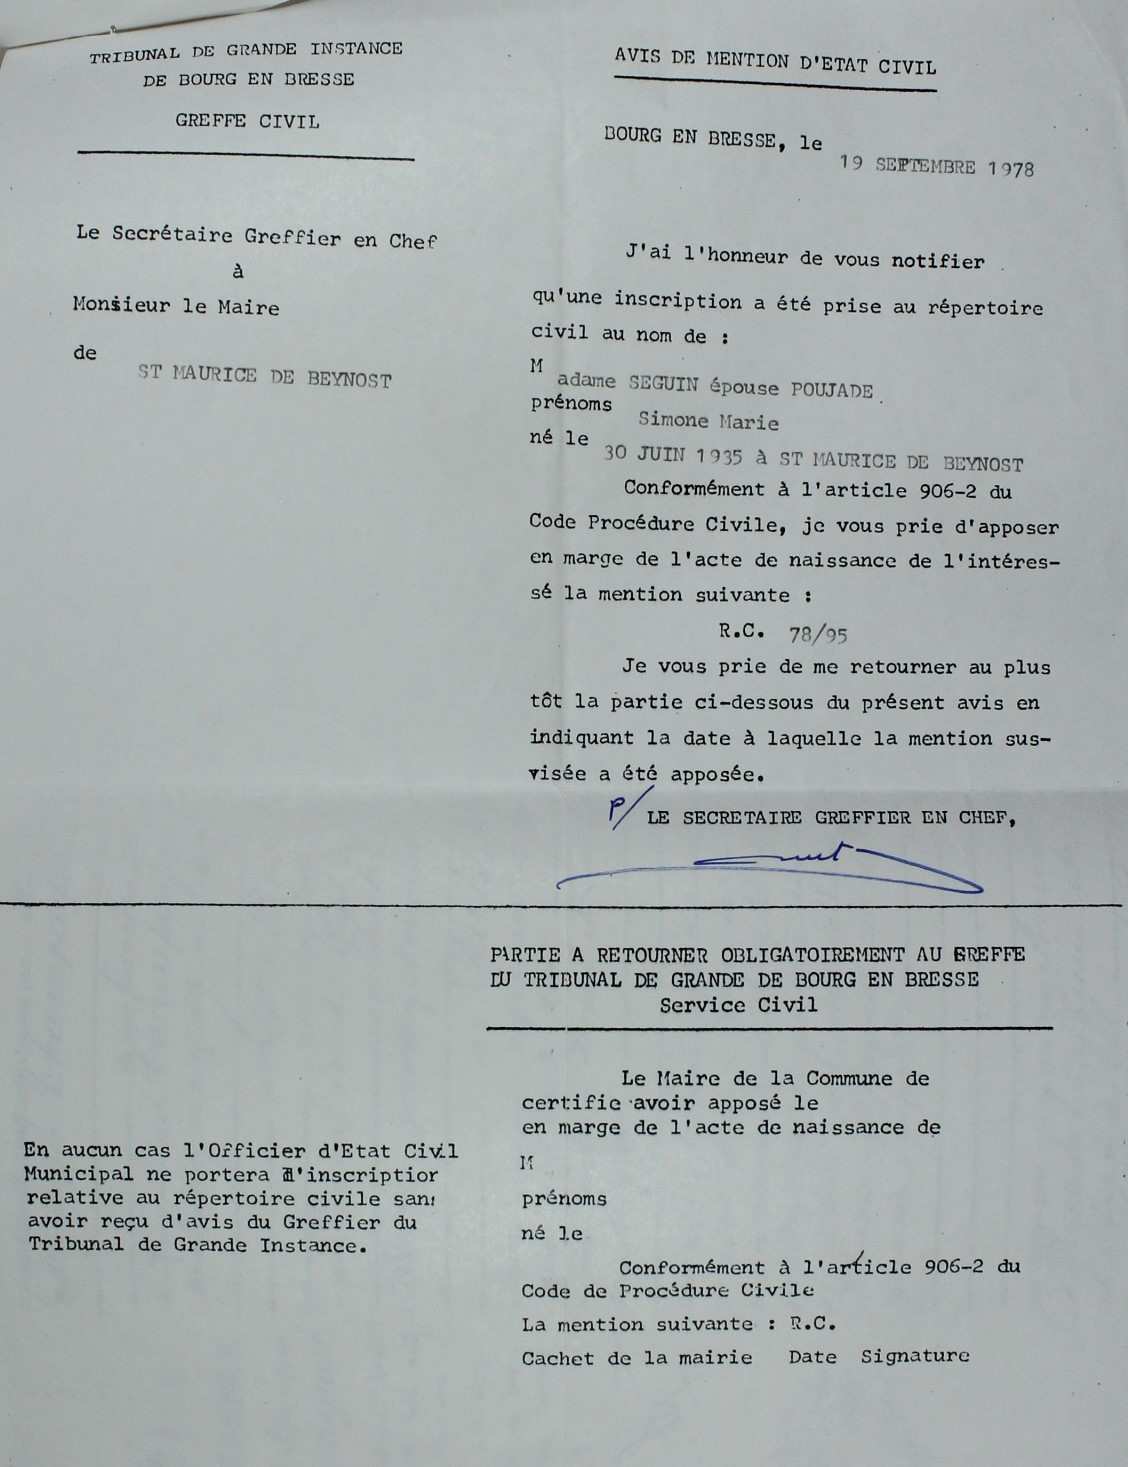 TRIBUNAL DE GRANDE INSTANCE
DE BOURG EN BRESSE
GREFFE CIVIL
Le Secrétaire Greffier en Chef
à
Monsieur le Maire
de
ST MAURICE DE BEYNOST
AVIS DE MENTION D'ETAT CIVIL
BOURG EN BRESSE, le
19 SEPTEMBRE 1978
J'ai l'honneur de vous notifier
qu'une inscription a été prise au répertoire
civil au nom de :
M
adame SEGUIN épouse POUJADE
prénoms
Simone Marie
né le
30 JUIN 1935 à ST MAURICE DE BEYNOST
Conformément à l'article 906-2 du
Code Procédure Civile, je vous prie d'apposer
en marge de l'acte de naissance de l'intéres-
sé la mention suivante :
R.C. 78/95
Je vous prie de me retourner au plus
tôt la partie ci-dessous du présent avis en
indiquant la date à laquelle la mention sus-
visée a été apposée.
P/ LE SECRETAIRE GREFFIER EN CHEF,
PARTIE A RETOURNER OBLIGATOIREMENT AU GREFFE
DU TRIBUNAL DE GRANDE DE BOURG EN BRESSE
Service Civil
En aucun cas l'Officier d'Etat Civil
Municipal ne portera l'inscription
relative au répertoire civile sans
avoir reçu d'avis du Greffier du
Tribunal de Grande Instance.
Le Maire de la Commune de
certifie avoir apposé le
en marge de l'acte de naissance de
M
prénoms
né le
Conformément à l'article 906-2 du
Code de Procédure Civile
La mention suivante : R.C.
Cachet de la mairie Date Signature